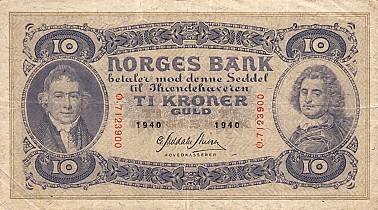 10 NORGES BANK 10
betaler mod denne Seddel
til Ihændehaveren
TI KRONER
GULD
1940 1940
HOVEDKASSERER
Q.7123900
Q.7123900
10 10